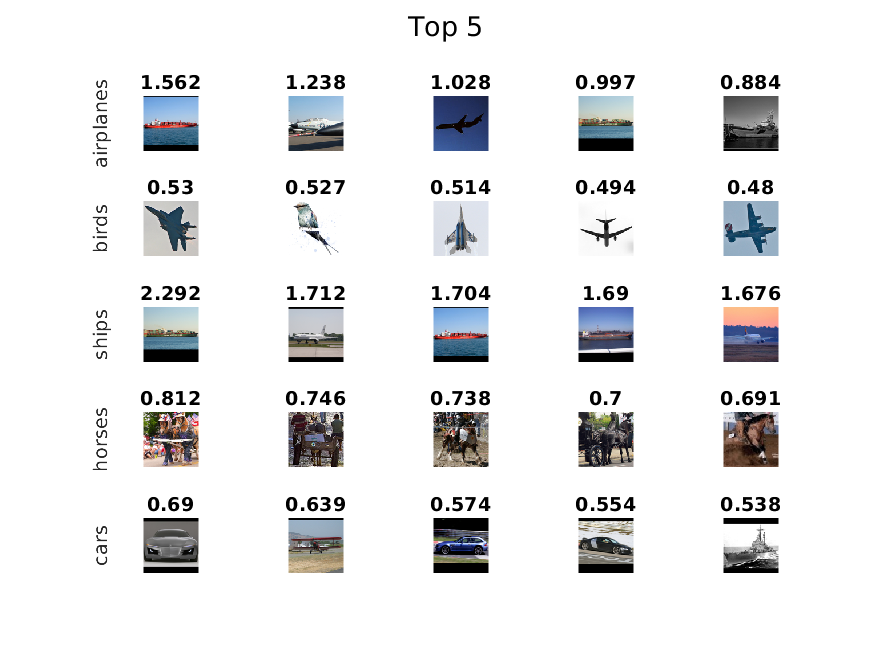 Top 5
airplanes
1.562 1.238 1.028 0.997 0.884
birds
0.53 0.527 0.514 0.494 0.48
ships
2.292 1.712 1.704 1.69 1.676
horses
0.812 0.746 0.738 0.7 0.691
cars
0.69 0.639 0.574 0.554 0.538